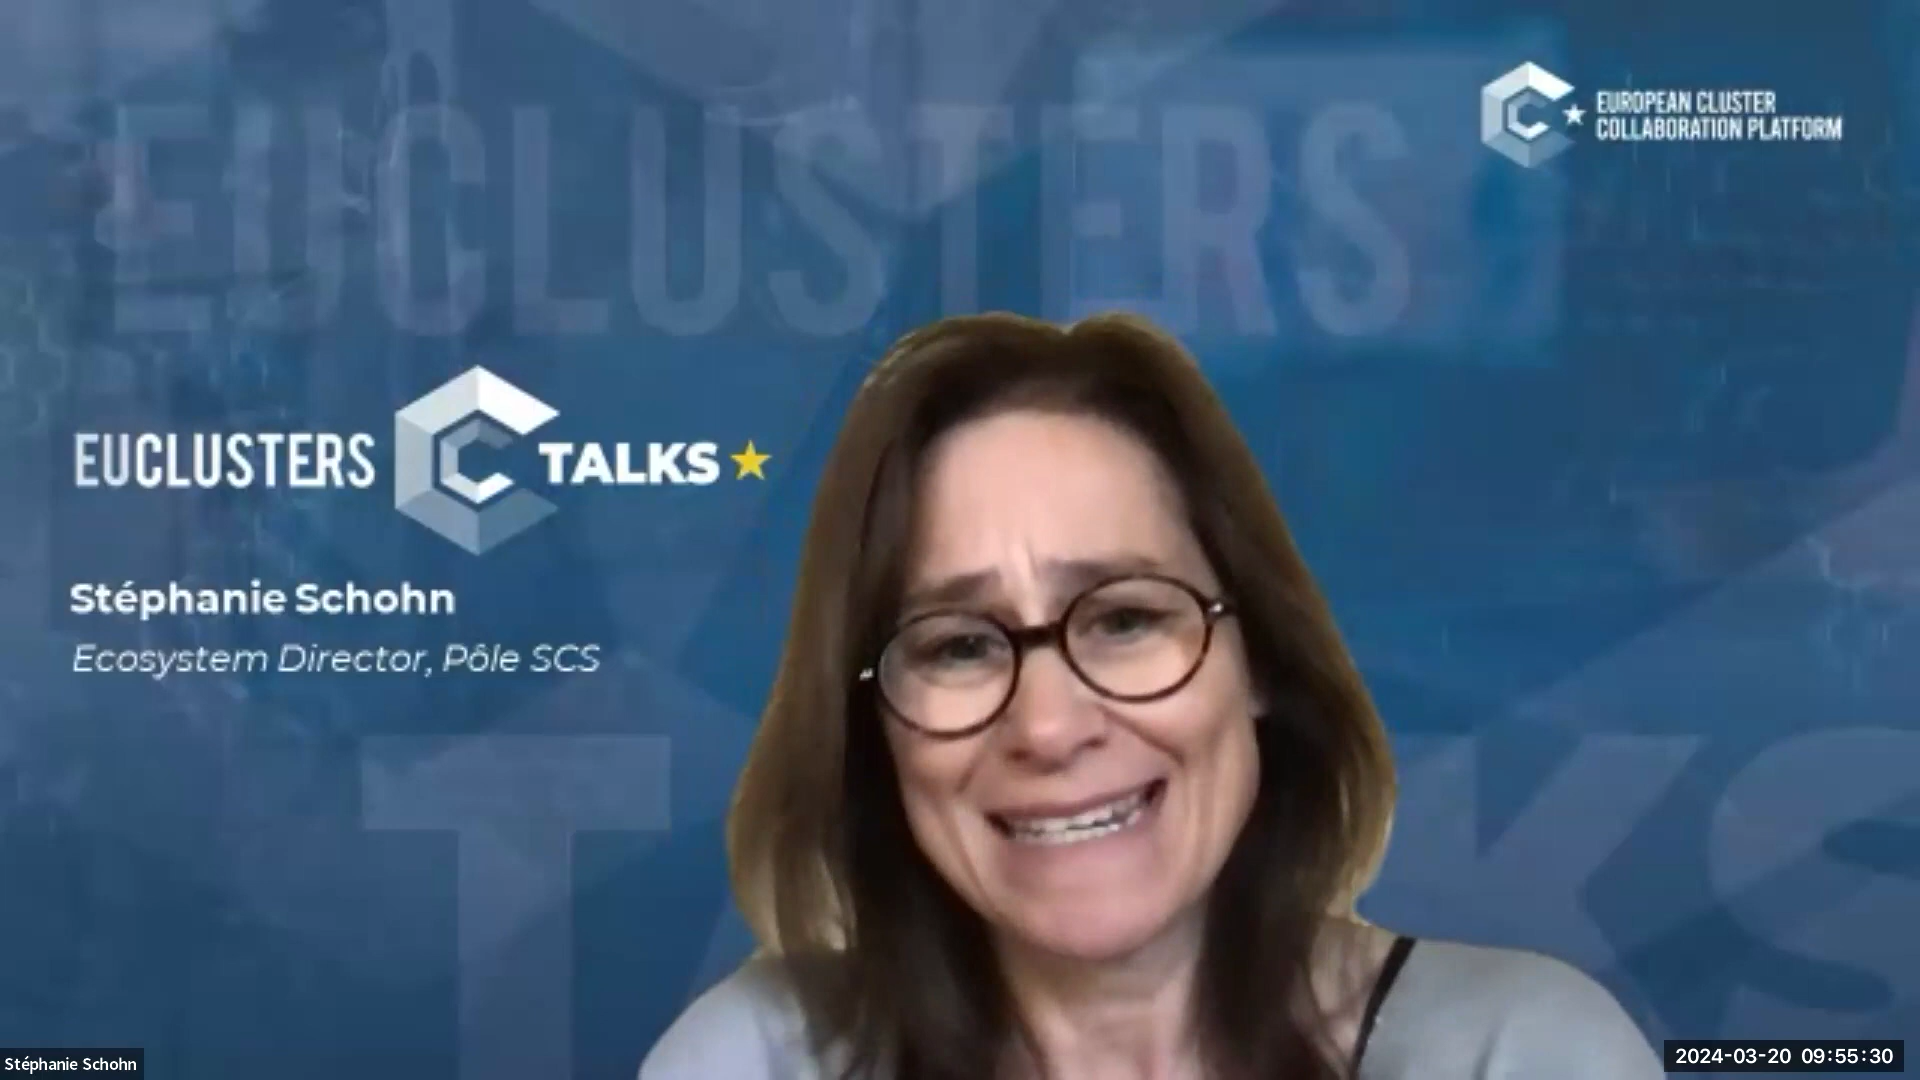 EUCLUSTERS
EUROPEAN CLUSTER
COLLABORATION PLATFORM
EUCLUSTERS TALKS
Stéphanie Schohn
Ecosystem Director, Pôle SCS
T KS
Stéphanie Schohn
2024-03-20 09:55:30